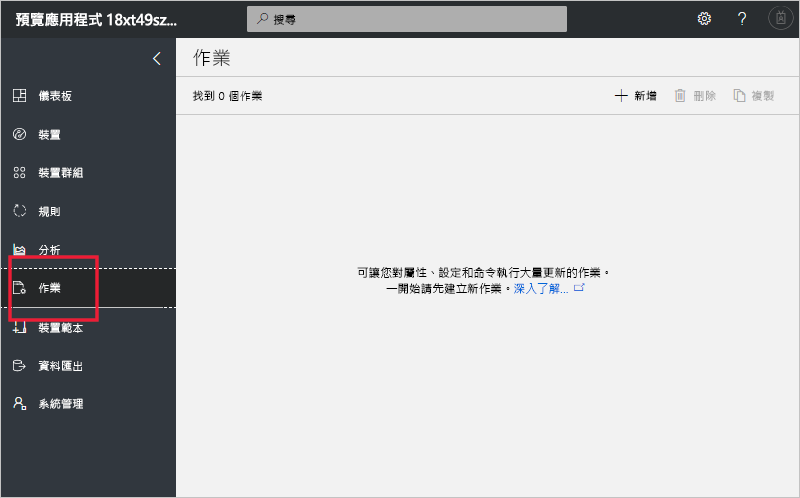 預覽應用程式 18xt49sz...
搜尋
?
作業
找到 0 個作業
新增
刪除
複製
儀表板
裝置
裝置群組
規則
分析
作業
裝置範本
資料匯出
系統管理
可讓您對屬性、設定和命令執行大量更新的作業。
一開始請先建立新作業。深入了解...